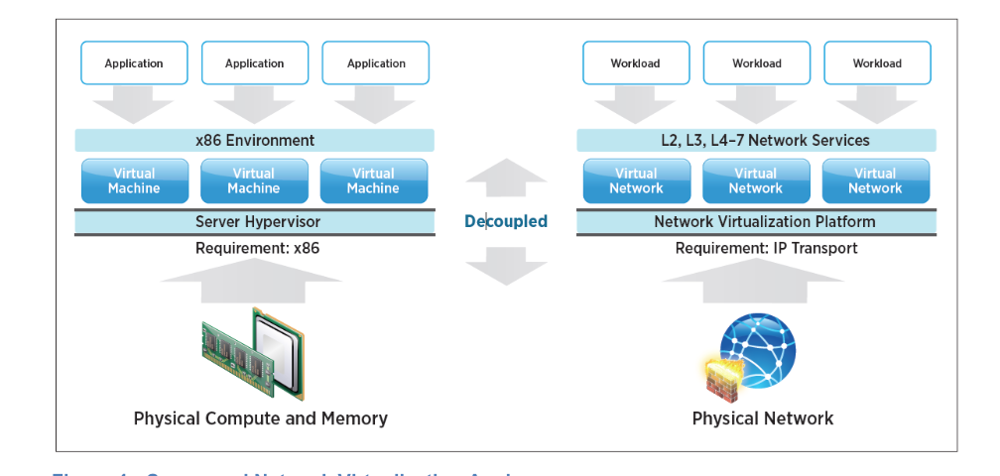 Application
Application
Application
x86 Environment
Virtual
Machine
Virtual
Machine
Virtual
Machine
Server Hypervisor
Requirement: x86
Physical Compute and Memory
Decoupled
Workload
Workload
Workload
L2, L3, L4–7 Network Services
Virtual
Network
Virtual
Network
Virtual
Network
Network Virtualization Platform
Requirement: IP Transport
Physical Network